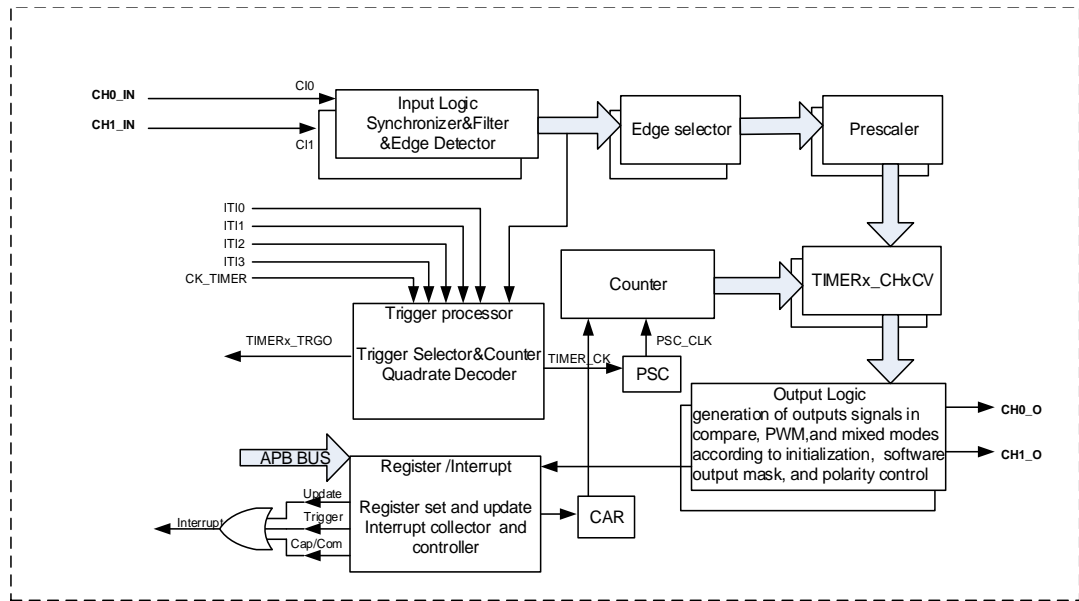 CH0_IN
CI0
CH1_IN
CI1
Input Logic
Synchronizer&Filter
&Edge Detector
Edge selector
Prescaler
ITI0
ITI1
ITI2
ITI3
CK_TIMER
Counter
TIMERx_CHxCV
Trigger processor
Trigger Selector&Counter
Quadrate Decoder
TIMERx_TRGO
TIMER_CK
PSC_CLK
PSC
Output Logic
generation of outputs signals in
compare, PWM,and mixed modes
according to initialization, software
output mask, and polarity control
CH0_O
CH1_O
APB BUS
Register /Interrupt
Register set and update
Interrupt collector and
controller
CAR
Update
Trigger
Cap/Com
Interrupt